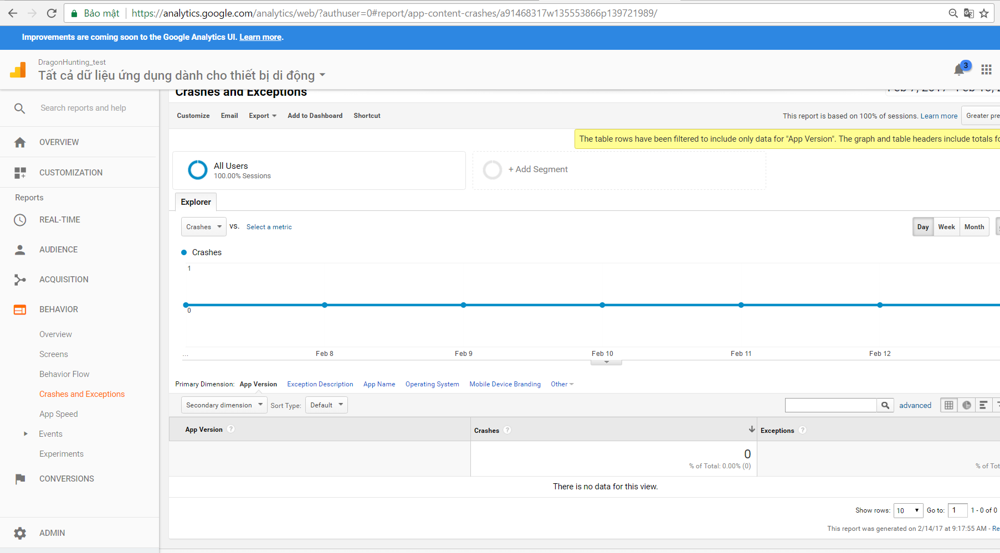 Bảo mật https://analytics.google.com/analytics/web/?authuser=0#report/app-content-crashes/a91468317w135553866p139721989/
Improvements are coming soon to the Google Analytics UI. Learn more.
DragonHunting_test
Tất cả dữ liệu ứng dụng dành cho thiết bị di động
3
Crashes and Exceptions
Search reports and help
Customize Email Export Add to Dashboard Shortcut
This report is based on 100% of sessions. Learn more Greater pre
The table rows have been filtered to include only data for "App Version". The graph and table headers include totals fo
OVERVIEW
CUSTOMIZATION
Reports
REAL-TIME
AUDIENCE
ACQUISITION
BEHAVIOR
Overview
Screens
Behavior Flow
Crashes and Exceptions
App Speed
Events
Experiments
CONVERSIONS
ADMIN
All Users
100.00% Sessions
+ Add Segment
Explorer
Crashes VS. Select a metric
Day Week Month
Crashes
1
0
... Feb 8 Feb 9 Feb 10 Feb 11 Feb 12
Primary Dimension: App Version Exception Description App Name Operating System Mobile Device Branding Other
Secondary dimension Sort Type: Default
advanced
App Version ? Crashes ? Exceptions ?
0
% of Total: 0.00% (0) % of Tot
There is no data for this view.
Show rows: 10 Go to: 1 1 - 0 of 0
This report was generated on 2/14/17 at 9:17:55 AM - Re